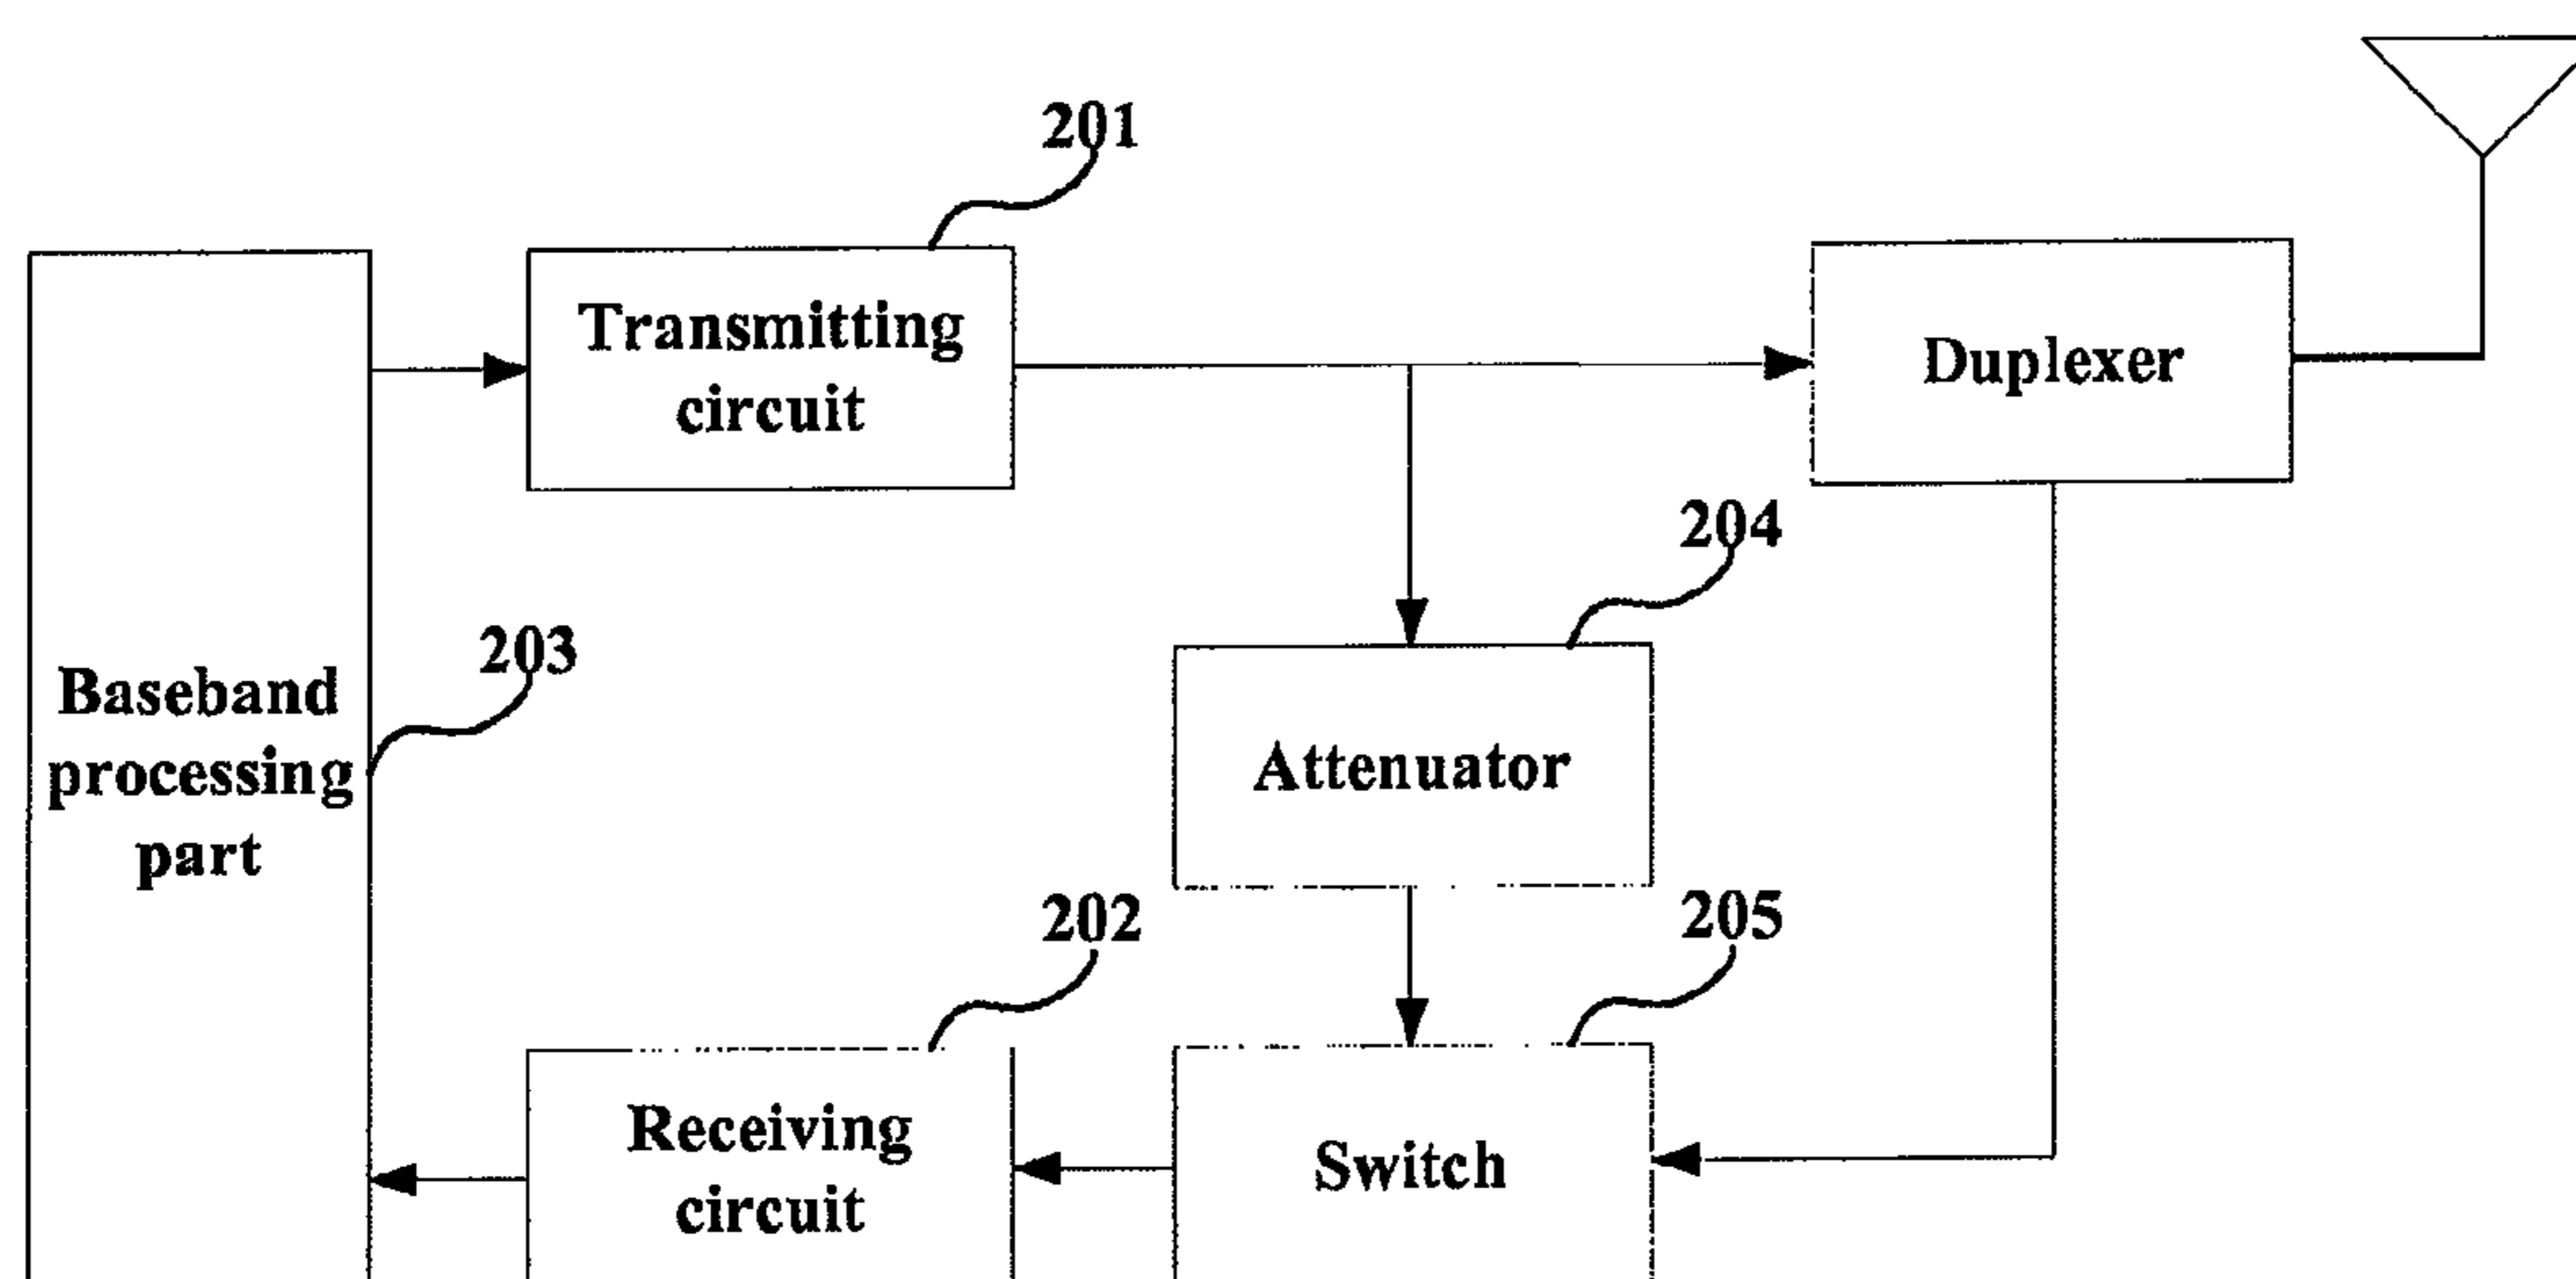 201
Transmitting
circuit
Duplexer
204
203
Baseband
processing
part
Attenuator
202
205
Receiving
circuit
Switch